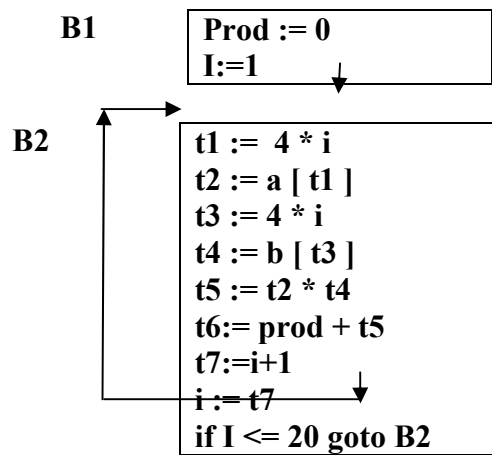 B1
Prod := 0
I:=1
B2
t1 := 4 * i
t2 := a [ t1 ]
t3 := 4 * i
t4 := b [ t3 ]
t5 := t2 * t4
t6:= prod + t5
t7:=i+1
i := t7
if I <= 20 goto B2